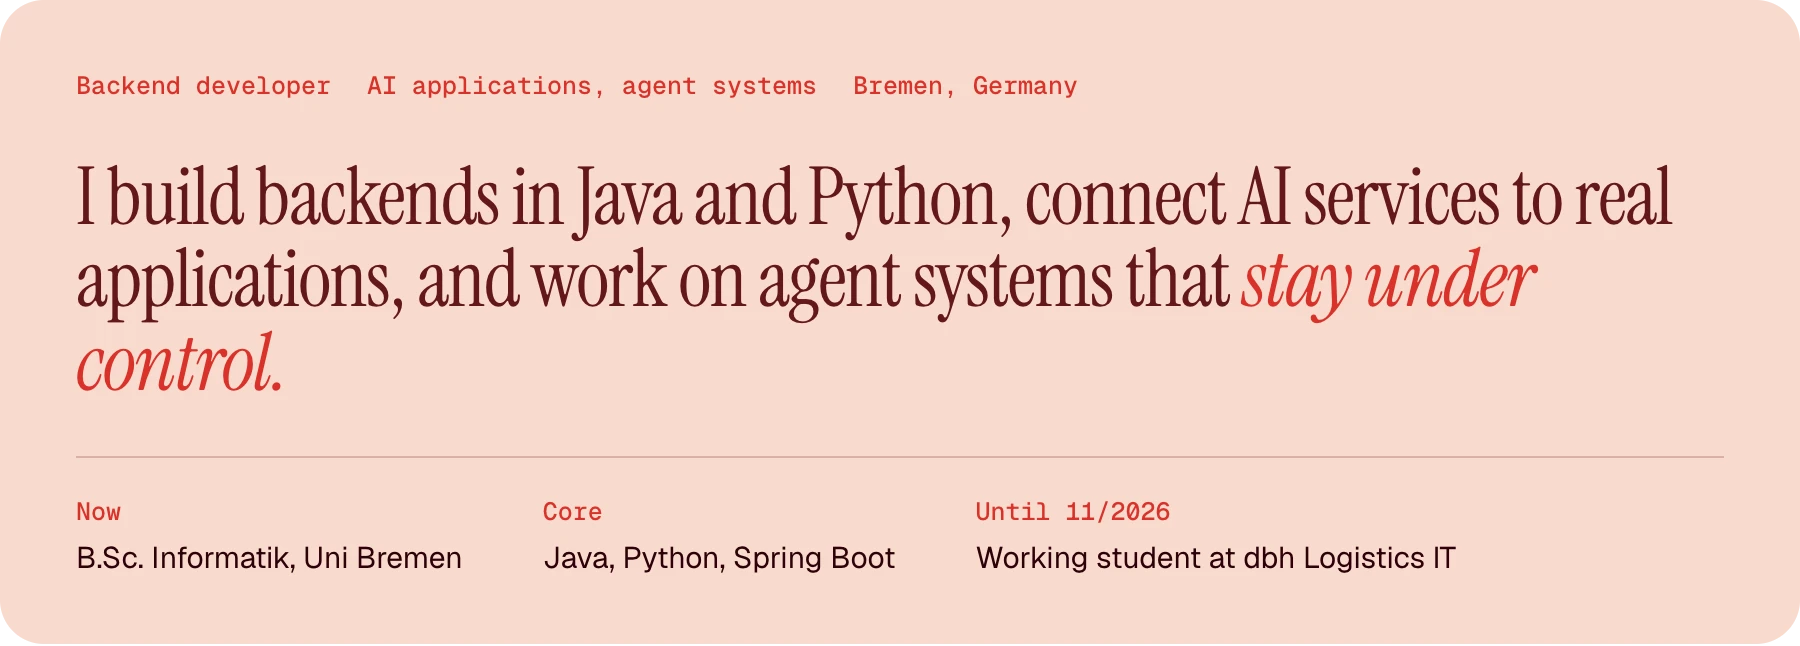 Backend developer AI applications, agent systems Bremen, Germany
I build backends in Java and Python, connect AI services to real
applications, and work on agent systems that stay under
control.
Now Core Until 11/2026
B.Sc. Informatik, Uni Bremen Java, Python, Spring Boot Working student at dbh Logistics IT